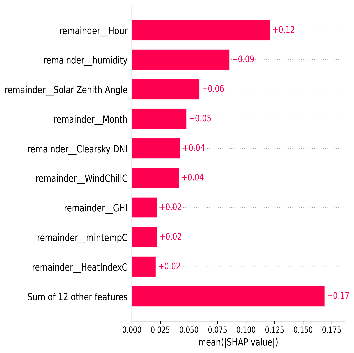 remainder__Hour
+0.12
remainder__humidity
+0.09
remainder__Solar Zenith Angle
+0.06
remainder__Month
+0.05
remainder__Clearsky DNI
+0.04
remainder__WindChillC
+0.04
remainder__GHI
+0.02
remainder__mintempC
+0.02
remainder__HeatIndexC
+0.02
Sum of 12 other features
+0.17
0.000 0.025 0.050 0.075 0.100 0.125 0.150 0.175
mean(|SHAP value|)